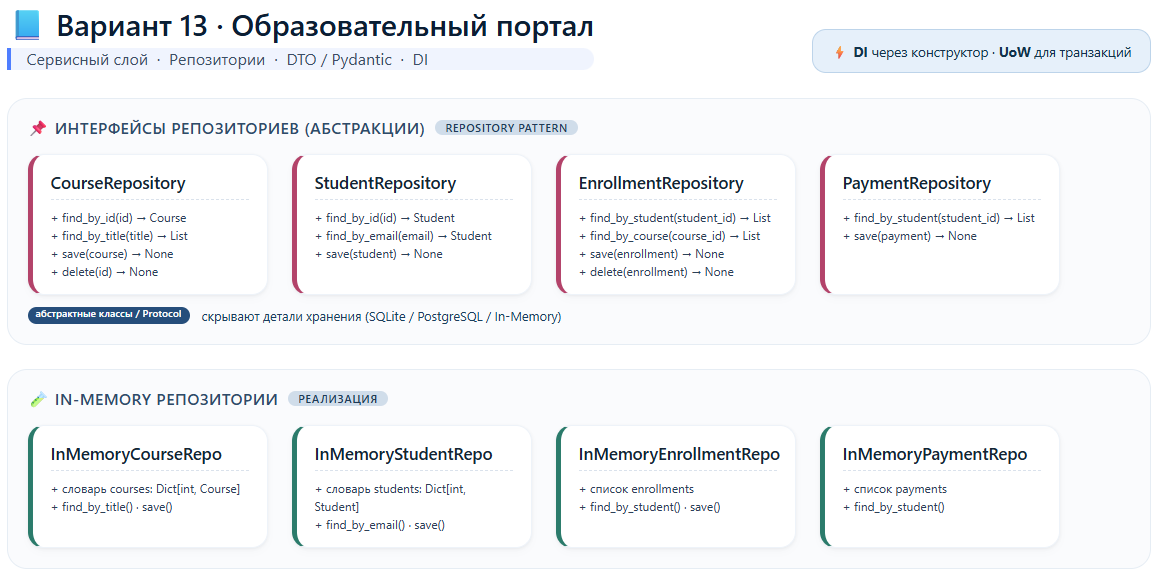 Вариант 13 · Образовательный портал
Сервисный слой · Репозитории · DTO / Pydantic · DI
DI через конструктор · UoW для транзакций
ИНТЕРФЕЙСЫ РЕПОЗИТОРИЕВ (АБСТРАКЦИИ) REPOSITORY PATTERN
CourseRepository
+ find_by_id(id) → Course
+ find_by_title(title) → List
+ save(course) → None
+ delete(id) → None
StudentRepository
+ find_by_id(id) → Student
+ find_by_email(email) → Student
+ save(student) → None
EnrollmentRepository
+ find_by_student(student_id) → List
+ find_by_course(course_id) → List
+ save(enrollment) → None
+ delete(enrollment) → None
PaymentRepository
+ find_by_student(student_id) → List
+ save(payment) → None
абстрактные классы / Protocol скрывают детали хранения (SQLite / PostgreSQL / In-Memory)
IN-MEMORY РЕПОЗИТОРИИ РЕАЛИЗАЦИЯ
InMemoryCourseRepo
+ словарь courses: Dict[int, Course]
+ find_by_title() · save()
InMemoryStudentRepo
+ словарь students: Dict[int,
Student]
+ find_by_email() · save()
InMemoryEnrollmentRepo
+ список enrollments
+ find_by_student() · save()
InMemoryPaymentRepo
+ список payments
+ find_by_student()